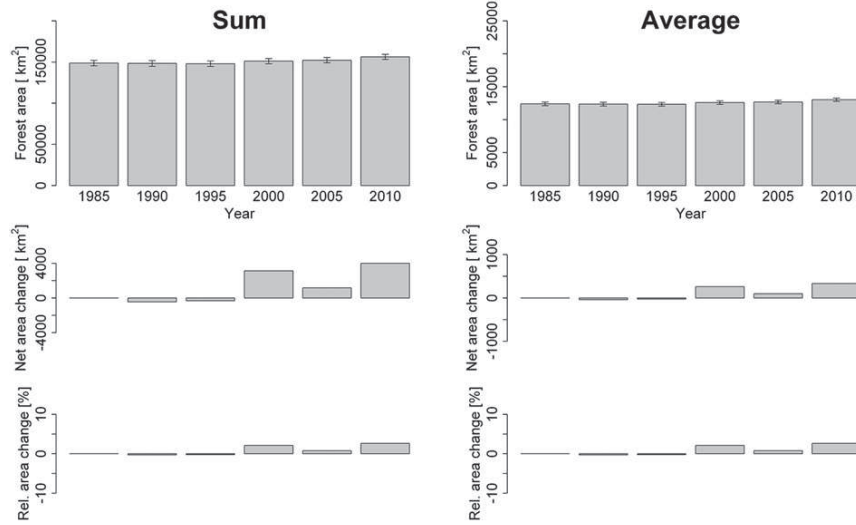 Sum
Forest area [ km²]
150000
50000
0
1985 1990 1995 2000 2005 2010
Year
Net area change [ km²]
4000
0
-4000
Rel. area change [%]
10
0
-10
Average
Forest area [ km²]
25000
15000
5000
0
1985 1990 1995 2000 2005 2010
Year
Net area change [ km²]
1000
0
-1000
Rel. area change [%]
10
0
-10